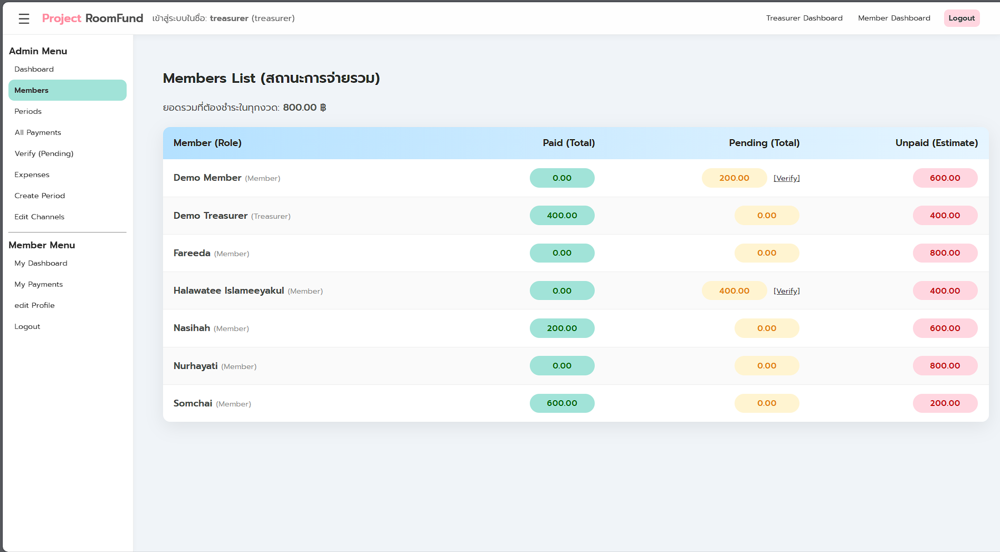 Project RoomFund เข้าสู่ระบบในชื่อ: treasurer (treasurer) Treasurer Dashboard Member Dashboard Logout
Admin Menu
Dashboard
Members
Periods
All Payments
Verify (Pending)
Expenses
Create Period
Edit Channels
Member Menu
My Dashboard
My Payments
edit Profile
Logout
Members List (สถานะการจ่ายรวม)
ยอดรวมที่ต้องชำระในทุกงวด: 800.00 ฿
Member (Role) Paid (Total) Pending (Total) Unpaid (Estimate)
Demo Member (Member) 0.00 200.00 [Verify] 600.00
Demo Treasurer (Treasurer) 400.00 0.00 400.00
Fareeda (Member) 0.00 0.00 800.00
Halawatee Islameeyakul (Member) 0.00 400.00 [Verify] 400.00
Nasihah (Member) 200.00 0.00 600.00
Nurhayati (Member) 0.00 0.00 800.00
Somchai (Member) 600.00 0.00 200.00